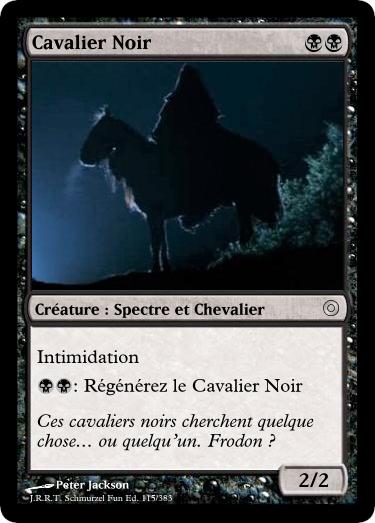 Cavalier Noir
Créature : Spectre et Chevalier
Intimidation
: Régénérez le Cavalier Noir
Ces cavaliers noirs cherchent quelque
chose... ou quelqu'un. Frodon ?
2/2
Peter Jackson
J.R.R.T. Schmurzel Fun Ed. 115/383